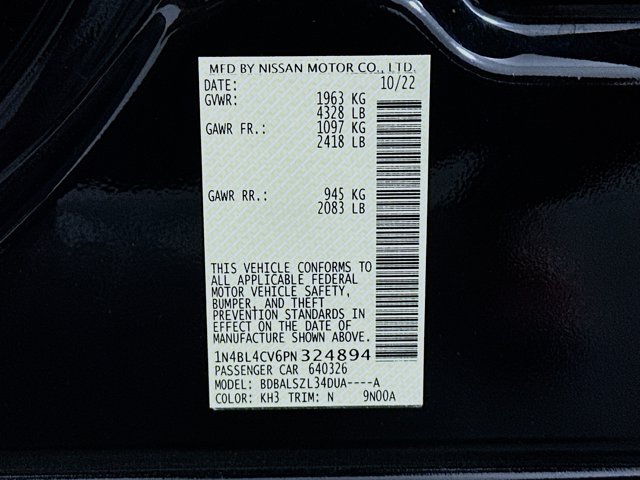 MFD BY NISSAN MOTOR CO., LTD.
DATE: 10/22
GVWR: 1963 KG
4328 LB
GAWR FR.: 1097 KG
2418 LB
GAWR RR.: 945 KG
2083 LB
THIS VEHICLE CONFORMS TO
ALL APPLICABLE FEDERAL
MOTOR VEHICLE SAFETY,
BUMPER, AND THEFT
PREVENTION STANDARDS IN
EFFECT ON THE DATE OF
MANUFACTURE SHOWN ABOVE.
1N4BL4CV6PN324894
PASSENGER CAR 640326
MODEL: BDBALSZL34DUA----A
COLOR: KH3 TRIM: N 9N00A